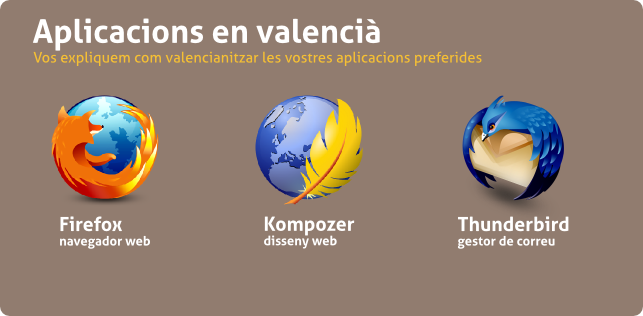 Aplicacions en valencià
Vos expliquem com valencianitzar les vostres aplicacions preferides
Firefox
navegador web
Kompozer
disseny web
Thunderbird
gestor de correu